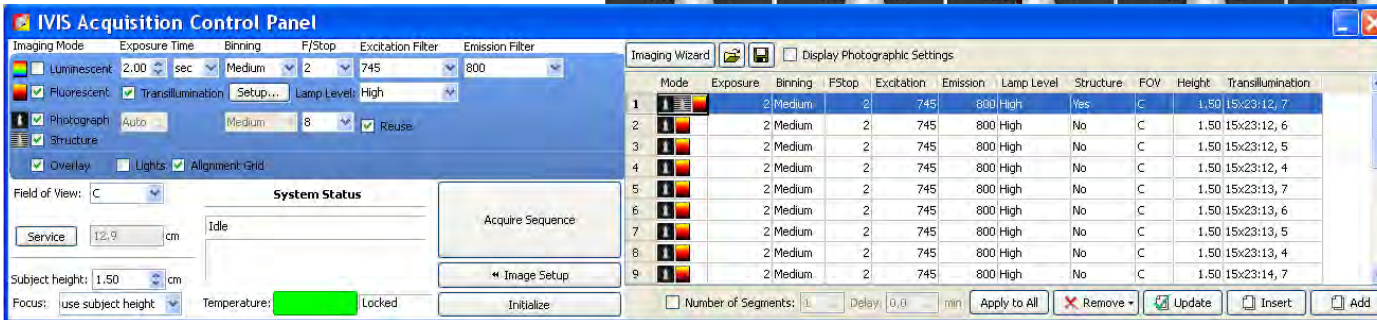 IVIS Acquisition Control Panel
Imaging Mode Exposure Time Binning F/Stop Excitation Filter Emission Filter
Luminescent 2.00 sec Medium 2 745 800
Fluorescent Transillumination Setup... Lamp Level: High
Photograph Auto Medium 8 Reuse
Structure
Overlay Lights Alignment Grid
Field of View: C
Service 12.9 cm
Subject height: 1.50 cm
Focus: use subject height
System Status
Idle
Temperature: Locked
Acquire Sequence
Image Setup
Initialize
Imaging Wizard Display Photographic Settings
Mode Exposure Binning FStop Excitation Emission Lamp Level Structure FOV Height Transillumination
1 2 Medium 2 745 800 High Yes C 1.50 15x23:12, 7
2 2 Medium 2 745 800 High No C 1.50 15x23:12, 6
3 2 Medium 2 745 800 High No C 1.50 15x23:12, 5
4 2 Medium 2 745 800 High No C 1.50 15x23:12, 4
5 2 Medium 2 745 800 High No C 1.50 15x23:13, 7
6 2 Medium 2 745 800 High No C 1.50 15x23:13, 6
7 2 Medium 2 745 800 High No C 1.50 15x23:13, 5
8 2 Medium 2 745 800 High No C 1.50 15x23:13, 4
9 2 Medium 2 745 800 High No C 1.50 15x23:14, 7
Number of Segments: 1 Delay: 0.0 min Apply to All Remove Update Insert Add